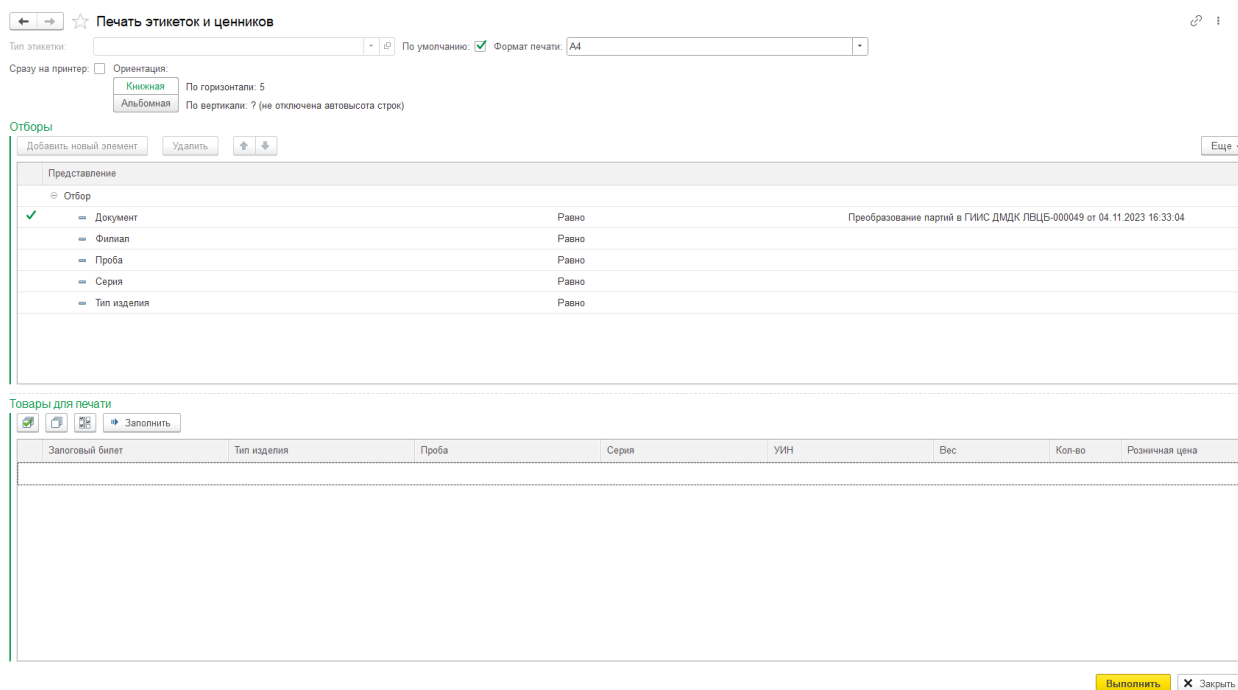 Печать этикеток и ценников
Тип этикетки: По умолчанию: Формат печати: A4
Сразу на принтер: Ориентация:
Книжная По горизонтали: 5
Альбомная По вертикали: ? (не отключена автовысота строк)
Отборы
Добавить новый элемент Удалить Еще
Представление
Отбор
Документ Равно Преобразование партий в ГИИС ДМДК ЛВЦБ-000049 от 04.11.2023 16:33:04
Филиал Равно
Проба Равно
Серия Равно
Тип изделия Равно
Товары для печати
Заполнить
Залоговый билет Тип изделия Проба Серия УИН Вес Кол-во Розничная цена
Выполнить Закрыть